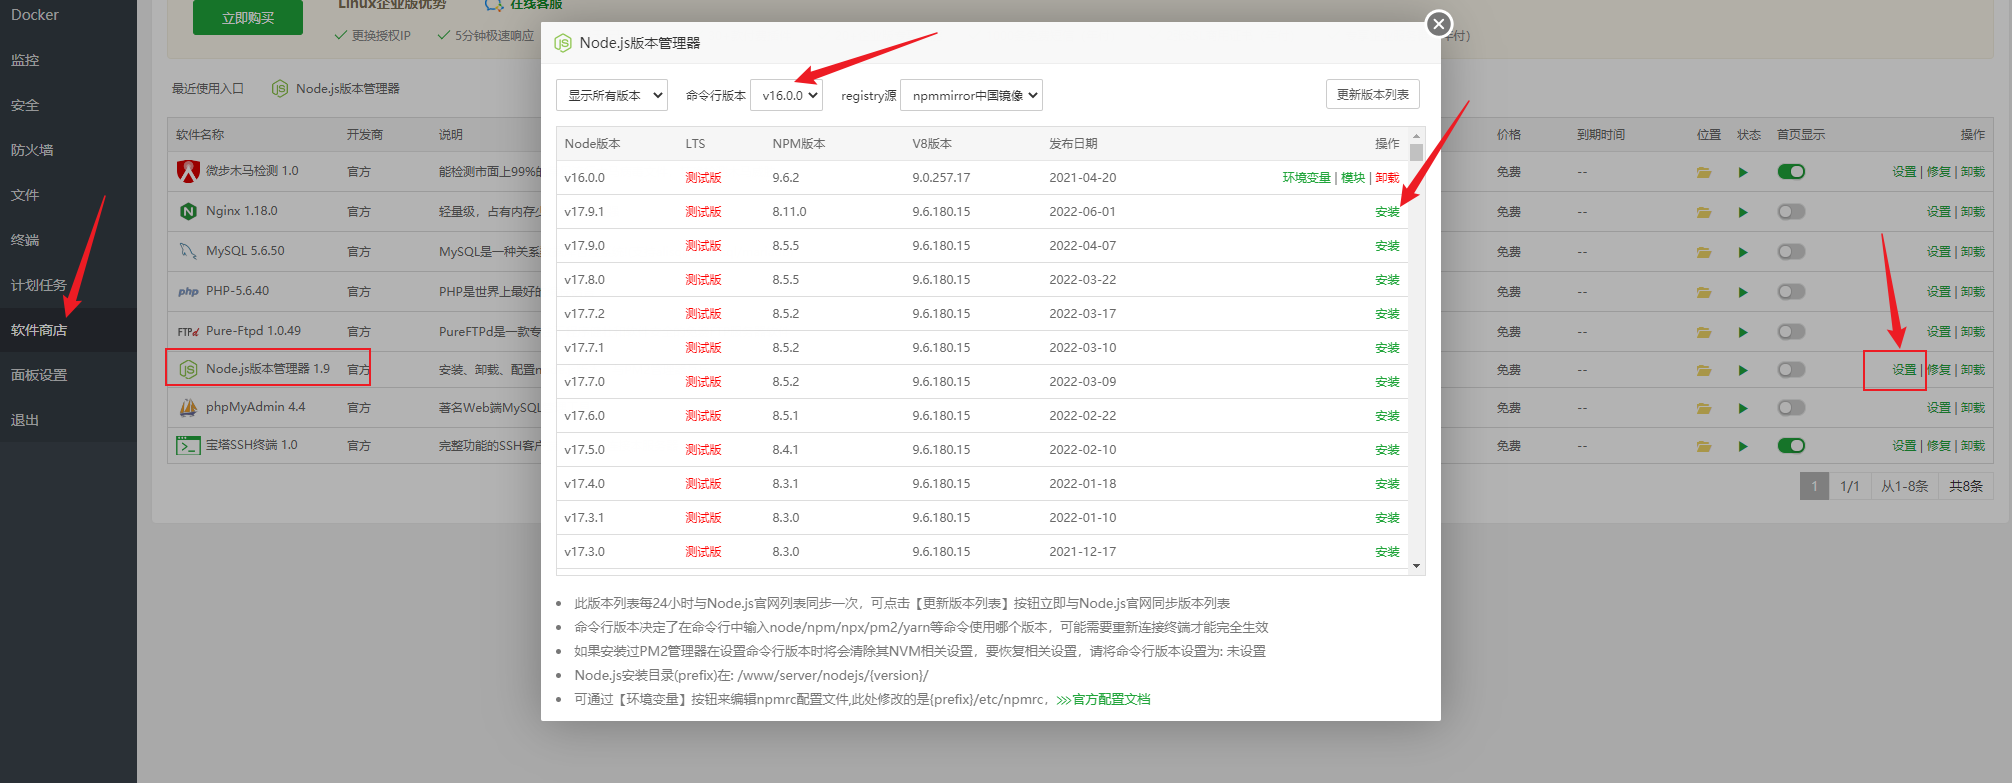 Docker
监控
安全
防火墙
文件
终端
计划任务
软件商店
面板设置
退出
立即购买
Linux企业版优势
在线客服
更换授权IP
5分钟极速响应
年付)
最近使用入口
Node.js版本管理器
软件名称 开发商 说明 价格 到期时间 位置 状态 首页显示 操作
微步木马检测 1.0 官方 能检测市面上99%的 免费 -- 设置 | 修复 | 卸载
Nginx 1.18.0 官方 轻量级，占有内存少 免费 -- 设置 | 卸载
MySQL 5.6.50 官方 MySQL是一种关系 免费 -- 设置 | 卸载
php PHP-5.6.40 官方 PHP是世界上最好的 免费 -- 设置 | 卸载
FTPd Pure-Ftpd 1.0.49 官方 PureFTPd是一款专 免费 -- 设置 | 卸载
JS Node.js版本管理器 1.9 官方 安装、卸载、配置n 免费 -- 设置 | 修复 | 卸载
phpMyAdmin 4.4 官方 著名Web端MySQL 免费 -- 设置 | 卸载
宝塔SSH终端 1.0 官方 完整功能的SSH客户 免费 -- 设置 | 修复 | 卸载
1 1/1 从1-8条 共8条
Node.js版本管理器
显示所有版本 命令行版本 v16.0.0 registry源 npmmirror中国镜像 更新版本列表
Node版本 LTS NPM版本 V8版本 发布日期 操作
v16.0.0 测试版 9.6.2 9.0.257.17 2021-04-20 环境变量 | 模块 | 卸载
v17.9.1 测试版 8.11.0 9.6.180.15 2022-06-01 安装
v17.9.0 测试版 8.5.5 9.6.180.15 2022-04-07 安装
v17.8.0 测试版 8.5.5 9.6.180.15 2022-03-22 安装
v17.7.2 测试版 8.5.2 9.6.180.15 2022-03-17 安装
v17.7.1 测试版 8.5.2 9.6.180.15 2022-03-10 安装
v17.7.0 测试版 8.5.2 9.6.180.15 2022-03-09 安装
v17.6.0 测试版 8.5.1 9.6.180.15 2022-02-22 安装
v17.5.0 测试版 8.4.1 9.6.180.15 2022-02-10 安装
v17.4.0 测试版 8.3.1 9.6.180.15 2022-01-18 安装
v17.3.1 测试版 8.3.0 9.6.180.15 2022-01-10 安装
v17.3.0 测试版 8.3.0 9.6.180.15 2021-12-17 安装
此版本列表每24小时与Node.js官网列表同步一次，可点击【更新版本列表】按钮立即与Node.js官网同步版本列表
命令行版本决定了在命令行中输入node/npm/npx/pm2/yarn等命令使用哪个版本，可能需要重新连接终端才能完全生效
如果安装过PM2管理器在设置命令行版本时将会清除其NVM相关设置，要恢复相关设置，请将命令行版本设置为: 未设置
Node.js安装目录(prefix)在: /www/server/nodejs/{version}/
可通过【环境变量】按钮来编辑npmrc配置文件,此处修改的是{prefix}/etc/npmrc，>>>官方配置文档